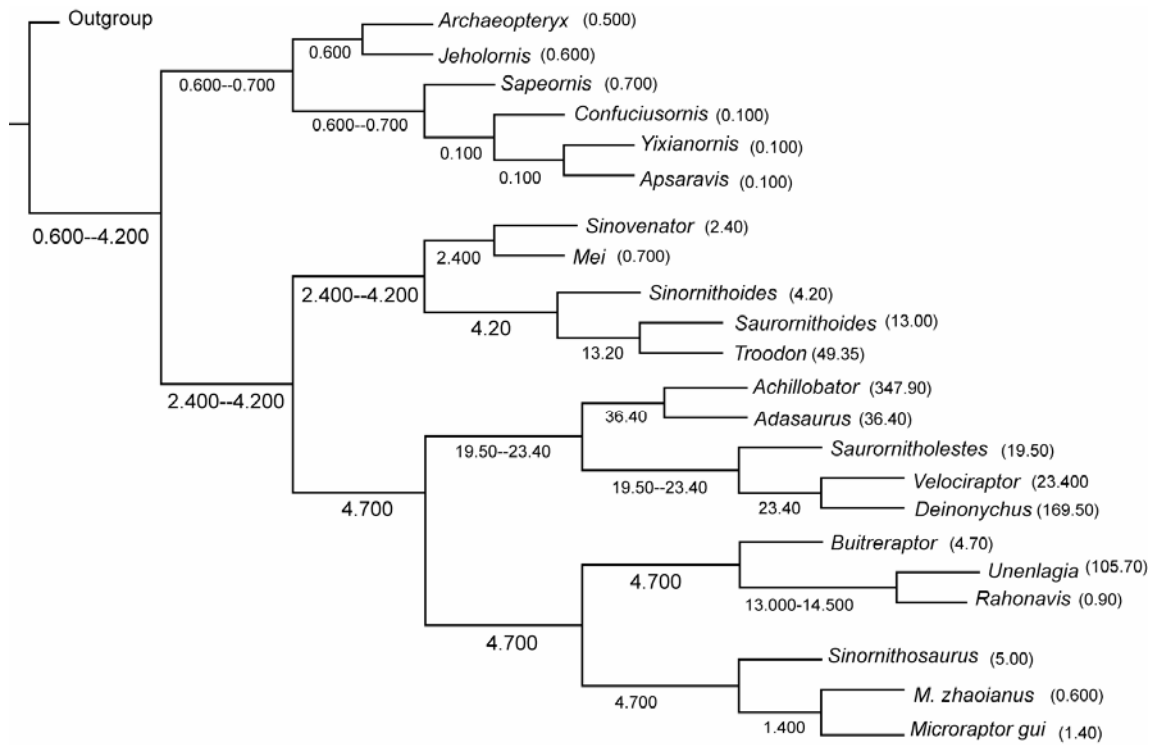 Outgroup
Archaeopteryx (0.500)
0.600
Jeholornis (0.600)
0.600--0.700
Sapeornis (0.700)
Confuciusornis (0.100)
0.600--0.700
Yixianornis (0.100)
0.100
0.100
Apsaravis (0.100)
0.600--4.200
Sinovenator (2.40)
2.400
Mei (0.700)
2.400--4.200
Sinornithoides (4.20)
4.20
Saurornithoides (13.00)
13.20
Troodon (49.35)
2.400--4.200
Achillobator (347.90)
36.40
Adasaurus (36.40)
19.50--23.40
Saurornitholestes (19.50)
19.50--23.40
Velociraptor (23.400
23.40
Deinonychus (169.50)
4.700
Buitreraptor (4.70)
4.700
Unenlagia (105.70)
13.000-14.500
Rahonavis (0.90)
4.700
Sinornithosaurus (5.00)
4.700
M. zhaoianus (0.600)
1.400
Microraptor gui (1.40)